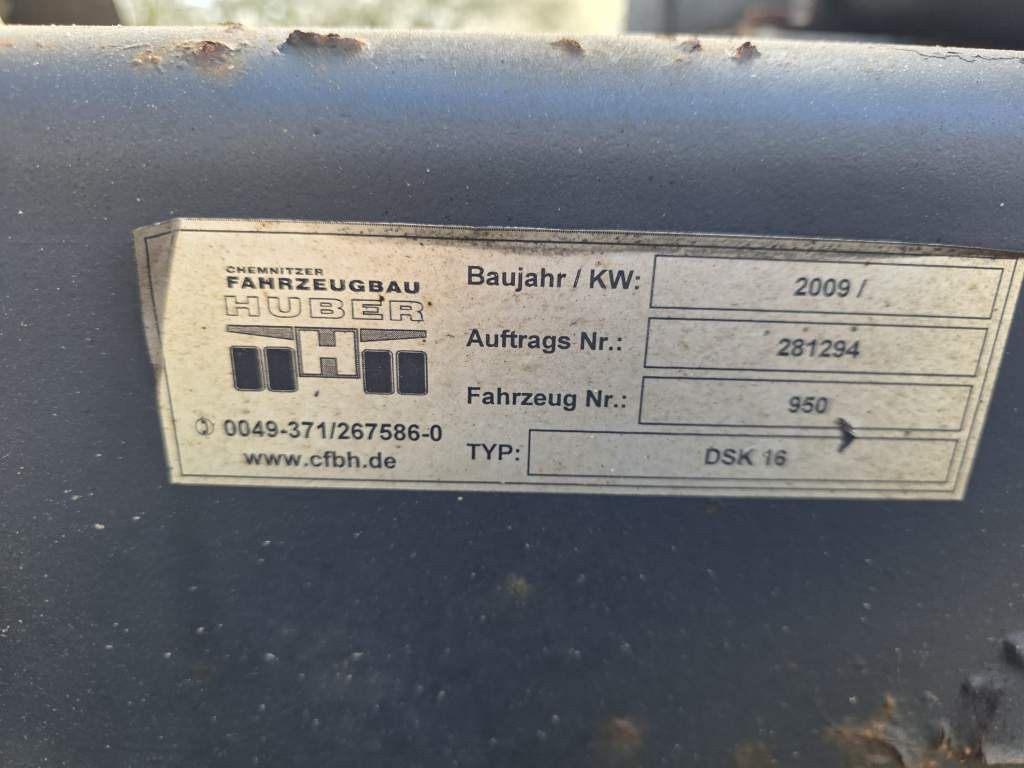 CHEMNITZER
FAHRZEUGBAU
HUBER
H
0049-371/267586-0
www.cfbh.de
Baujahr / KW: 2009 /
Auftrags Nr.: 281294
Fahrzeug Nr.: 950
TYP: DSK 16